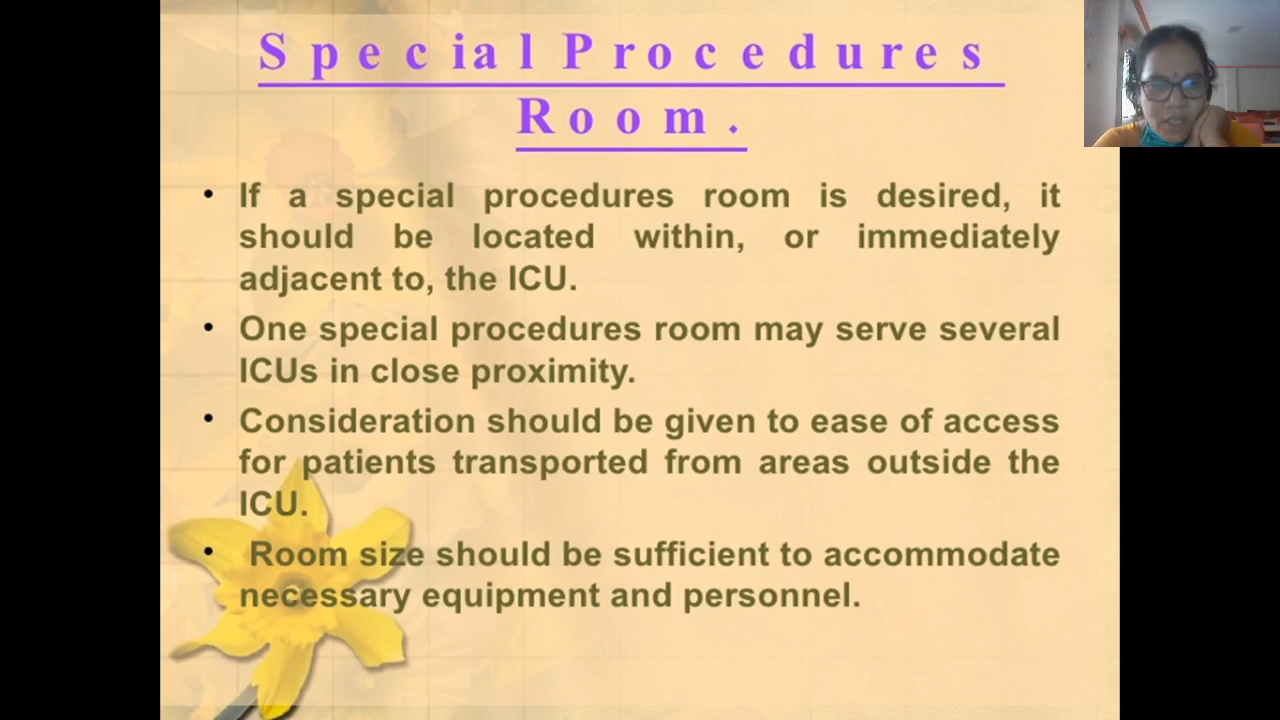 Special Procedures
Room.
• If a special procedures room is desired, it
should be located within, or immediately
adjacent to, the ICU.
• One special procedures room may serve several
ICUs in close proximity.
• Consideration should be given to ease of access
for patients transported from areas outside the
ICU.
• Room size should be sufficient to accommodate
necessary equipment and personnel.